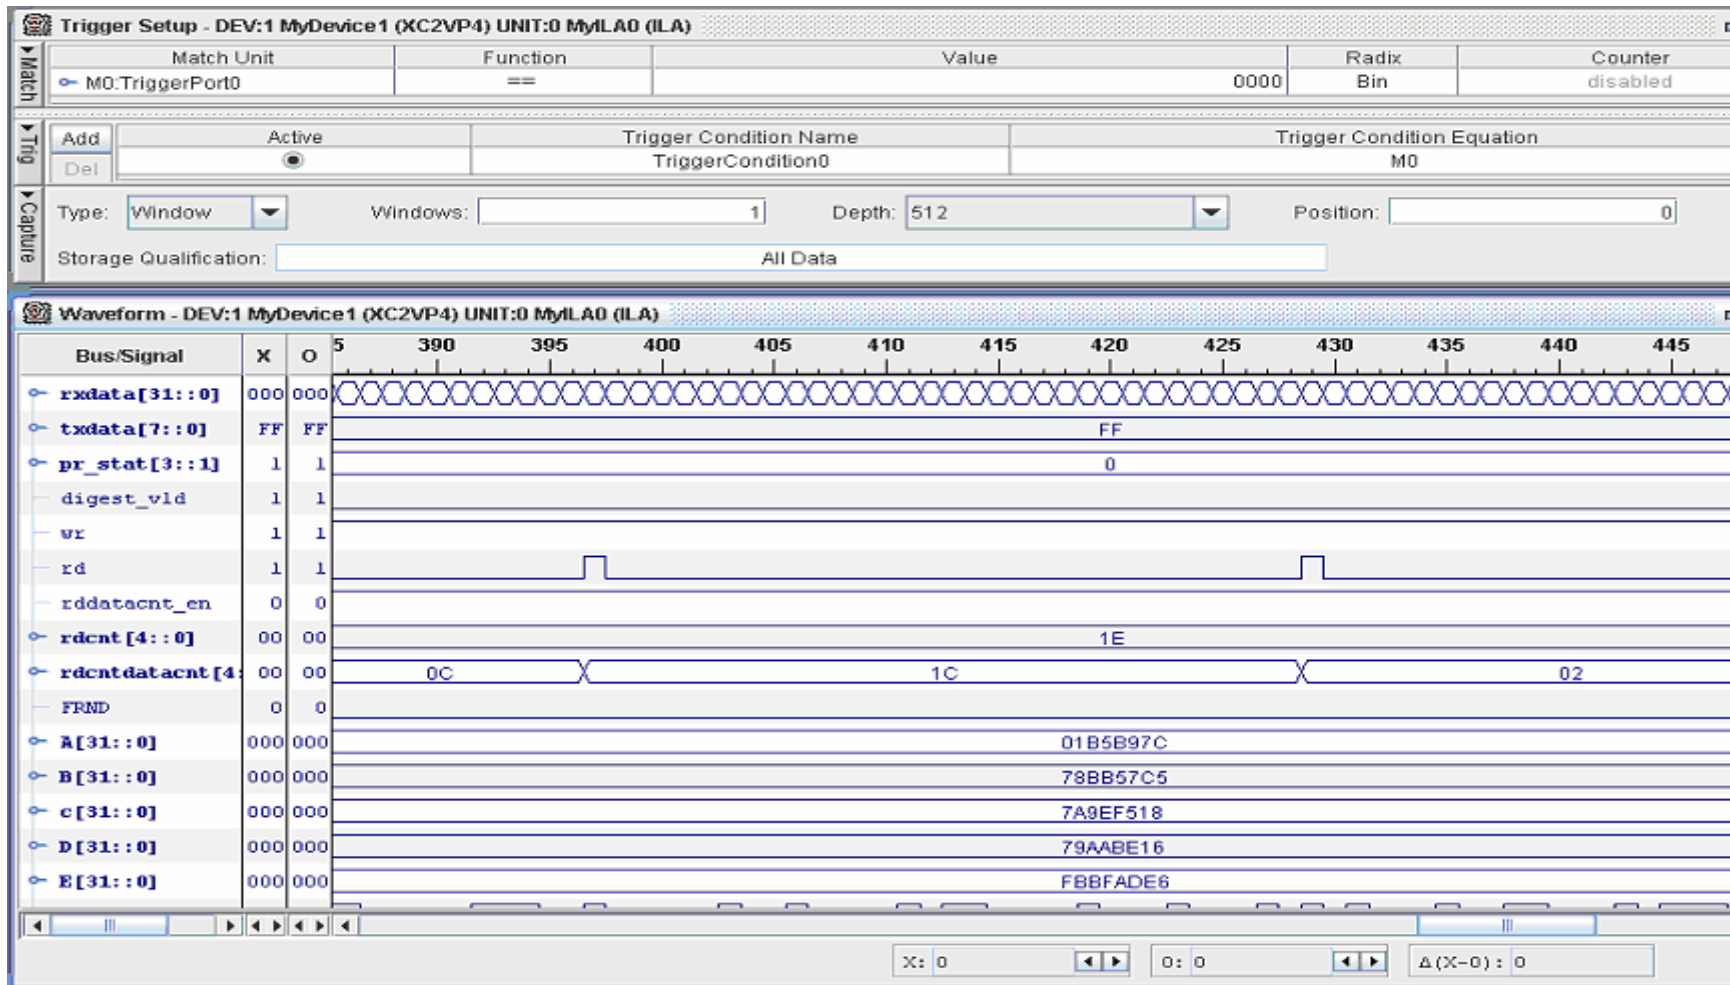 Trigger Setup - DEV:1 MyDevice1 (XC2VP4) UNIT:0 MyILA0 (ILA)
Match
Match Unit Function Value Radix Counter
M0:TriggerPort0 == 0000 Bin disabled
Trig
Add Active Trigger Condition Name Trigger Condition Equation
Del TriggerCondition0 M0
Capture
Type: Window Windows: 1 Depth: 512 Position: 0
Storage Qualification: All Data
Waveform - DEV:1 MyDevice1 (XC2VP4) UNIT:0 MyILA0 (ILA)
Bus/Signal X O 5 390 395 400 405 410 415 420 425 430 435 440 445
rxdata[31::0] 000 000
txdata[7::0] FF FF FF
pr_stat[3::1] 1 1 0
digest_vld 1 1
wr 1 1
rd 1 1
rddatacnt_en 0 0
rdcnt[4::0] 00 00 1E
rdcntdatacnt[4: 00 00 0C 1C 02
FRND 0 0
A[31::0] 000 000 01B5B97C
B[31::0] 000 000 78BB57C5
c[31::0] 000 000 7A9EF518
D[31::0] 000 000 79AABE16
E[31::0] 000 000 FBBFADE6
X: 0 O: 0 Δ(X-O): 0